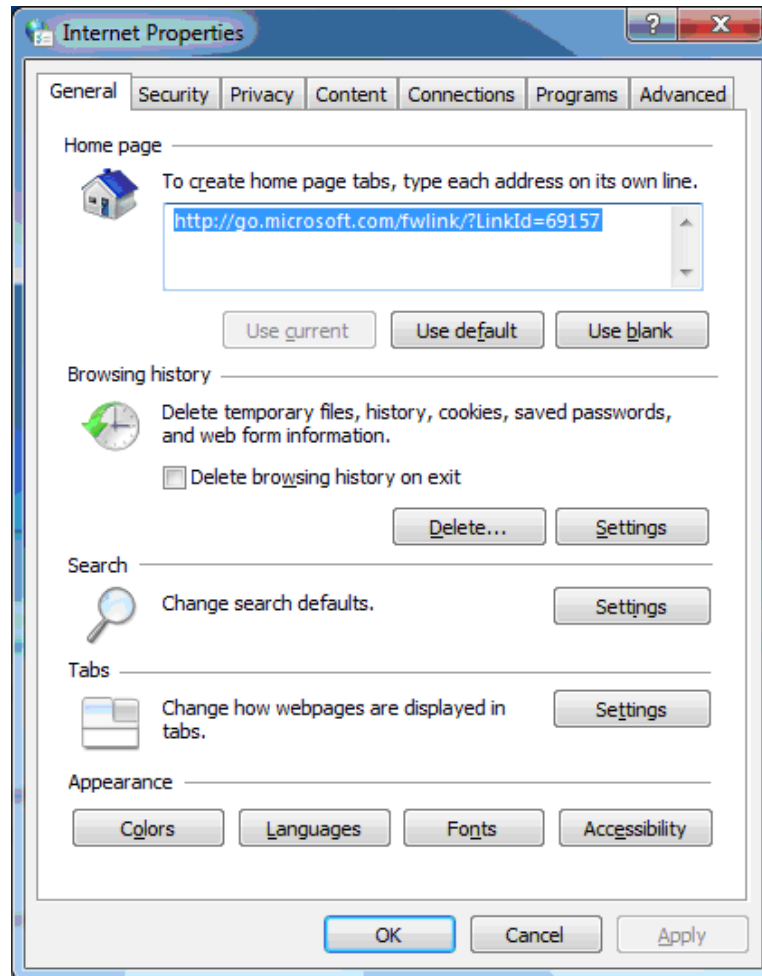 Internet Properties
?
X
General Security Privacy Content Connections Programs Advanced
Home page
To create home page tabs, type each address on its own line.
http://go.microsoft.com/fwlink/?LinkId=69157
Use current Use default Use blank
Browsing history
Delete temporary files, history, cookies, saved passwords,
and web form information.
Delete browsing history on exit
Delete... Settings
Search
Change search defaults.
Settings
Tabs
Change how webpages are displayed in
tabs.
Settings
Appearance
Colors Languages Fonts Accessibility
OK Cancel Apply